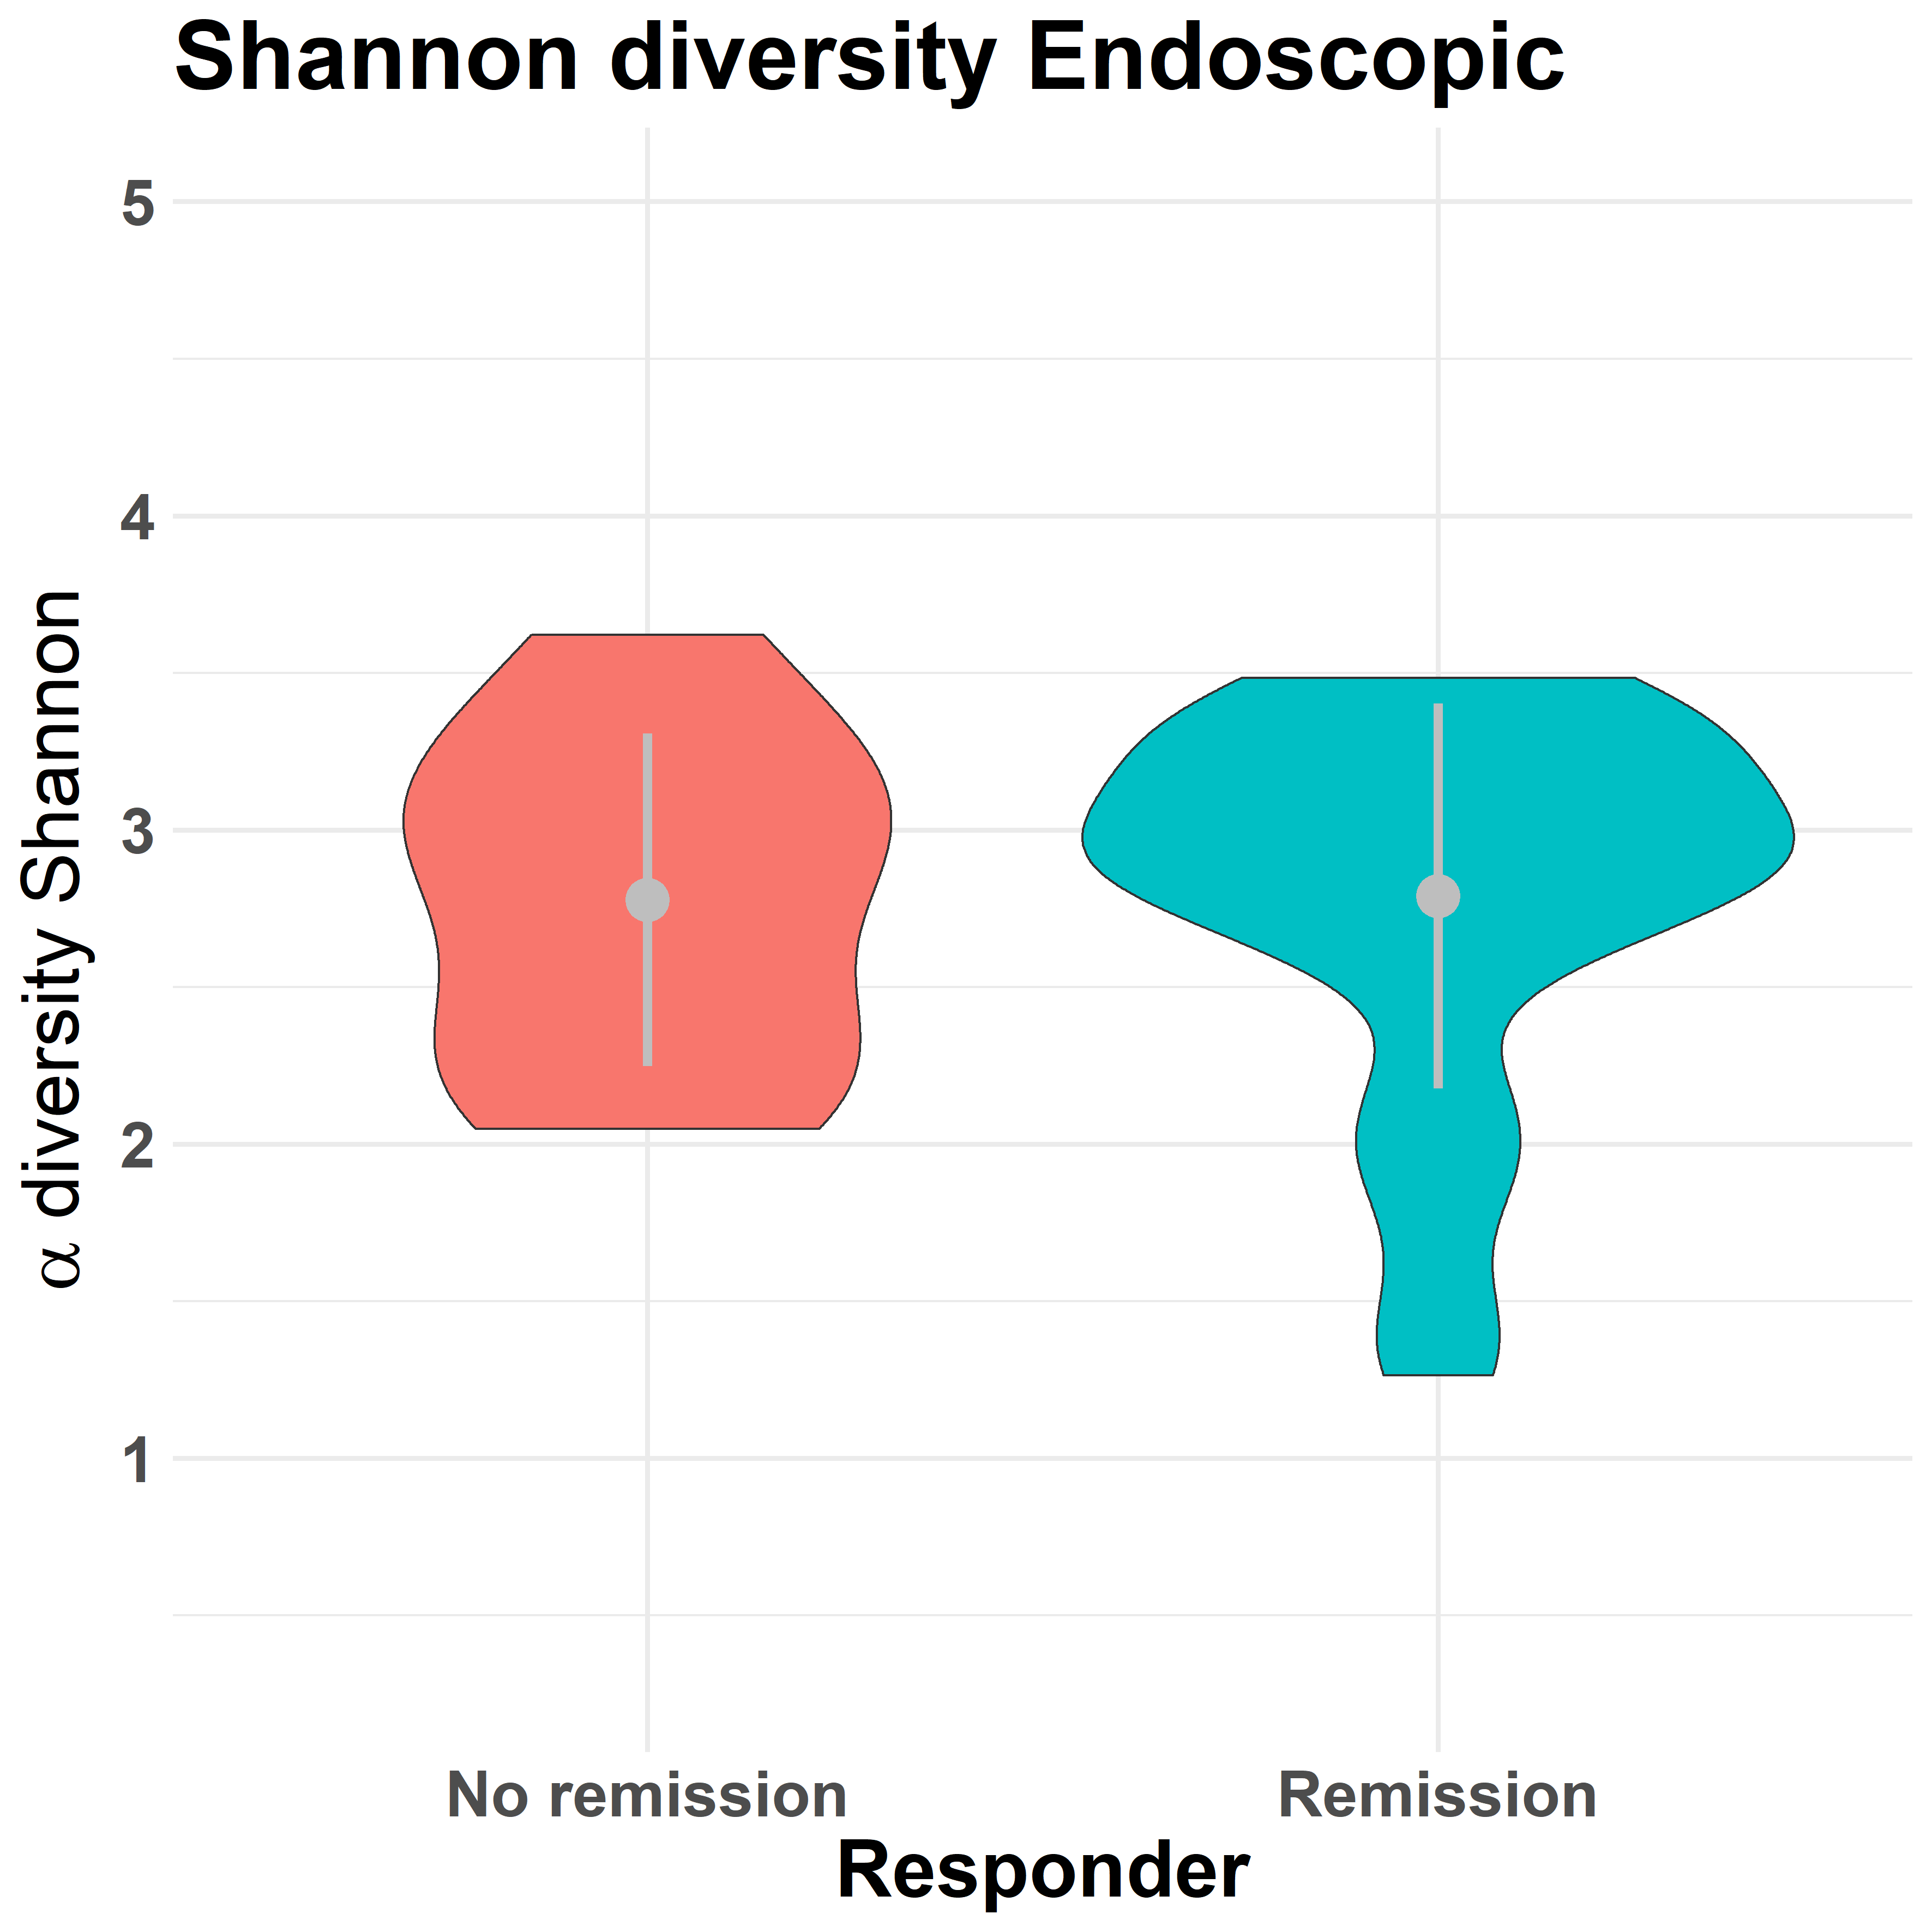 Shannon diversity Endoscopic
α diversity Shannon
5
4
3
2
1
No remission
Remission
Responder